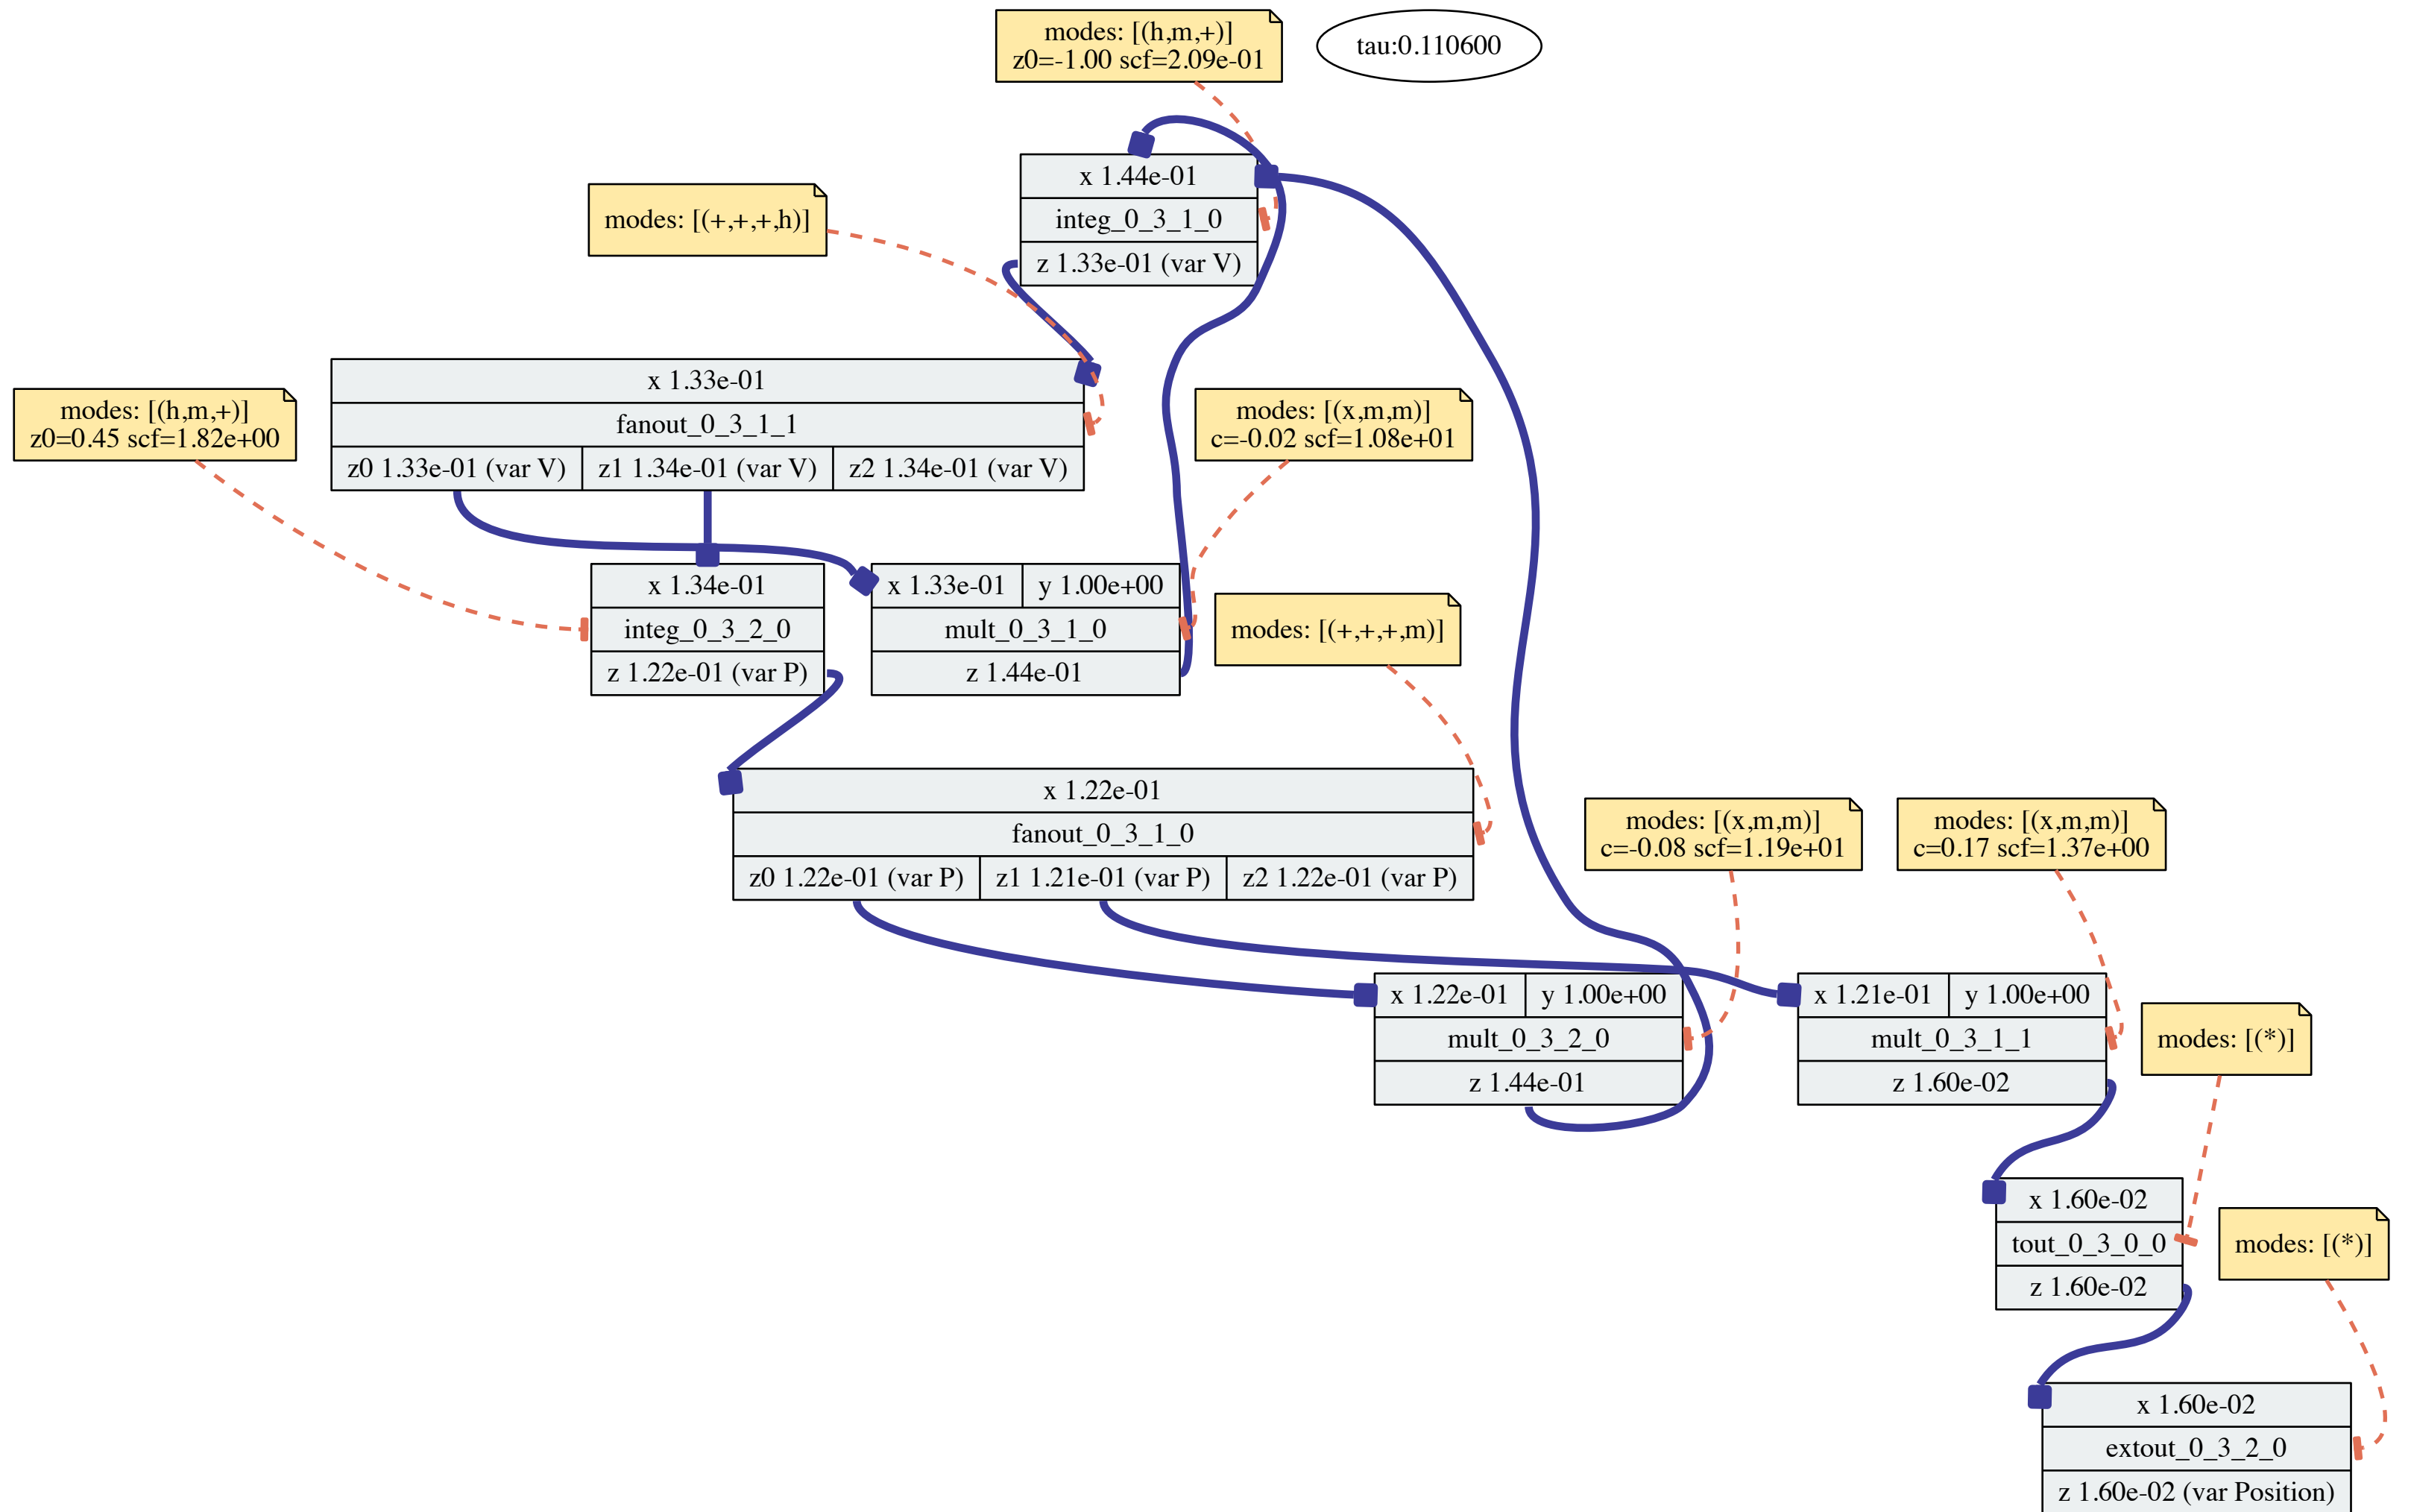 modes: [(h,m,+)]
z0=-1.00 scf=2.09e-01
tau:0.110600
x 1.44e-01
integ_0_3_1_0
z 1.33e-01 (var V)
modes: [(+,+,+,h)]
x 1.33e-01
fanout_0_3_1_1
z0 1.33e-01 (var V)
z1 1.34e-01 (var V)
z2 1.34e-01 (var V)
modes: [(h,m,+)]
z0=0.45 scf=1.82e+00
modes: [(x,m,m)]
c=-0.02 scf=1.08e+01
x 1.34e-01
integ_0_3_2_0
z 1.22e-01 (var P)
x 1.33e-01
y 1.00e+00
mult_0_3_1_0
z 1.44e-01
modes: [(+,+,+,m)]
x 1.22e-01
fanout_0_3_1_0
z0 1.22e-01 (var P)
z1 1.21e-01 (var P)
z2 1.22e-01 (var P)
modes: [(x,m,m)]
c=-0.08 scf=1.19e+01
modes: [(x,m,m)]
c=0.17 scf=1.37e+00
x 1.22e-01
y 1.00e+00
mult_0_3_2_0
z 1.44e-01
x 1.21e-01
y 1.00e+00
mult_0_3_1_1
z 1.60e-02
modes: [(*)]
x 1.60e-02
tout_0_3_0_0
z 1.60e-02
modes: [(*)]
x 1.60e-02
extout_0_3_2_0
z 1.60e-02 (var Position)